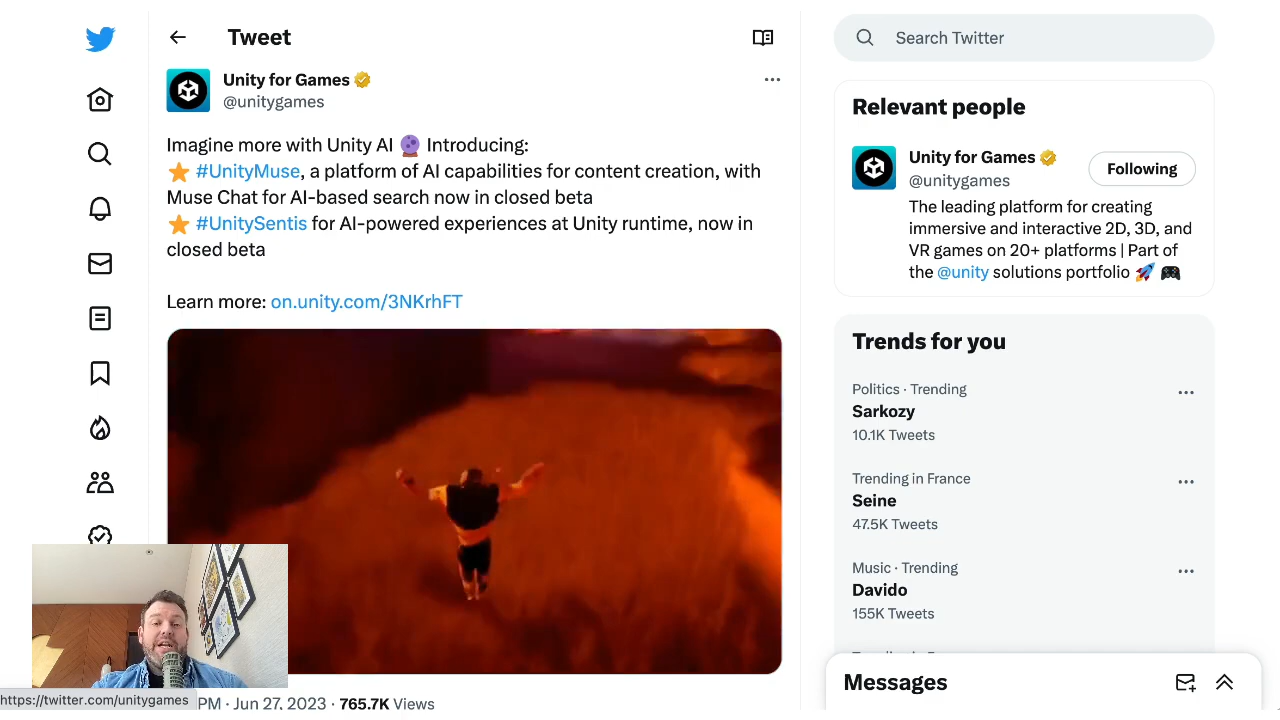 Tweet
Unity for Games
@unitygames
Imagine more with Unity AI 🔮 Introducing:
⭐ #UnityMuse, a platform of AI capabilities for content creation, with
Muse Chat for AI-based search now in closed beta
⭐ #UnitySentis for AI-powered experiences at Unity runtime, now in
closed beta
Learn more: on.unity.com/3NKrhFT
PM · Jun 27, 2023 · 765.7K Views
https://twitter.com/unitygames
Search Twitter
Relevant people
Unity for Games
@unitygames
Following
The leading platform for creating
immersive and interactive 2D, 3D, and
VR games on 20+ platforms | Part of
the @unity solutions portfolio 🚀 🎮
Trends for you
Politics · Trending
Sarkozy
10.1K Tweets
Trending in France
Seine
47.5K Tweets
Music · Trending
Davido
155K Tweets
Messages